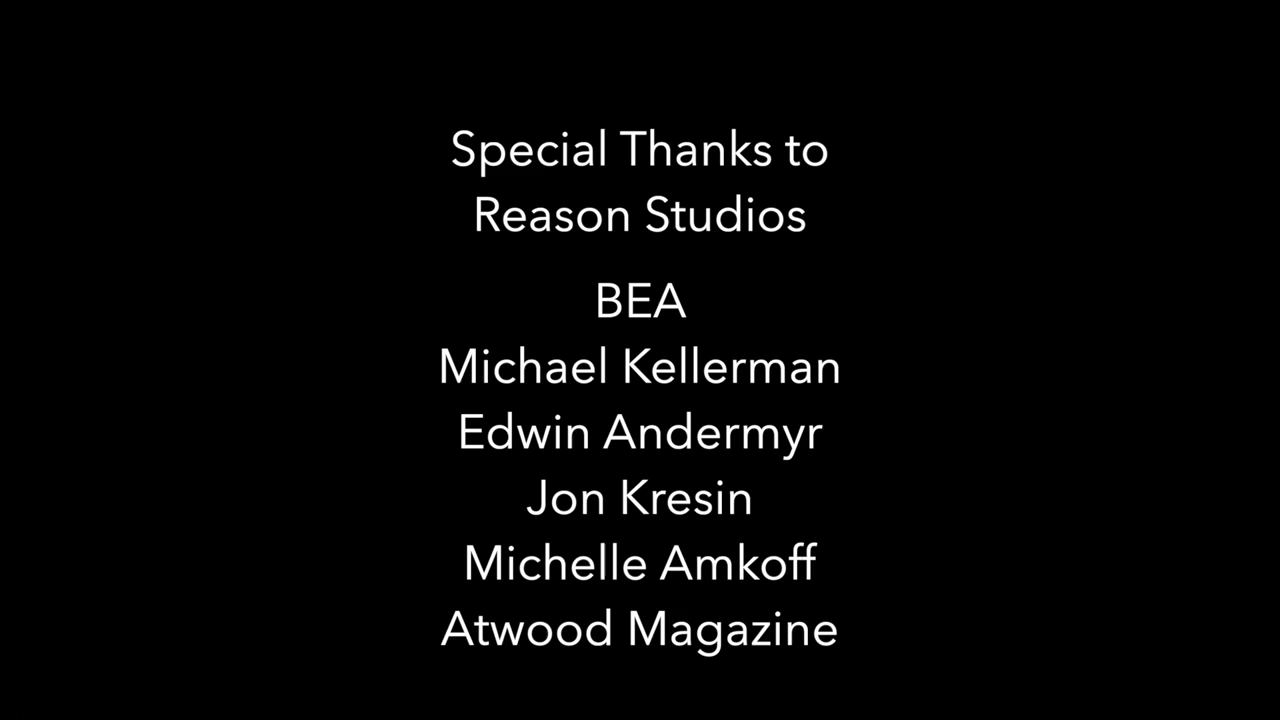 Special Thanks to
Reason Studios
BEA
Michael Kellerman
Edwin Andermyr
Jon Kresin
Michelle Amkoff
Atwood Magazine